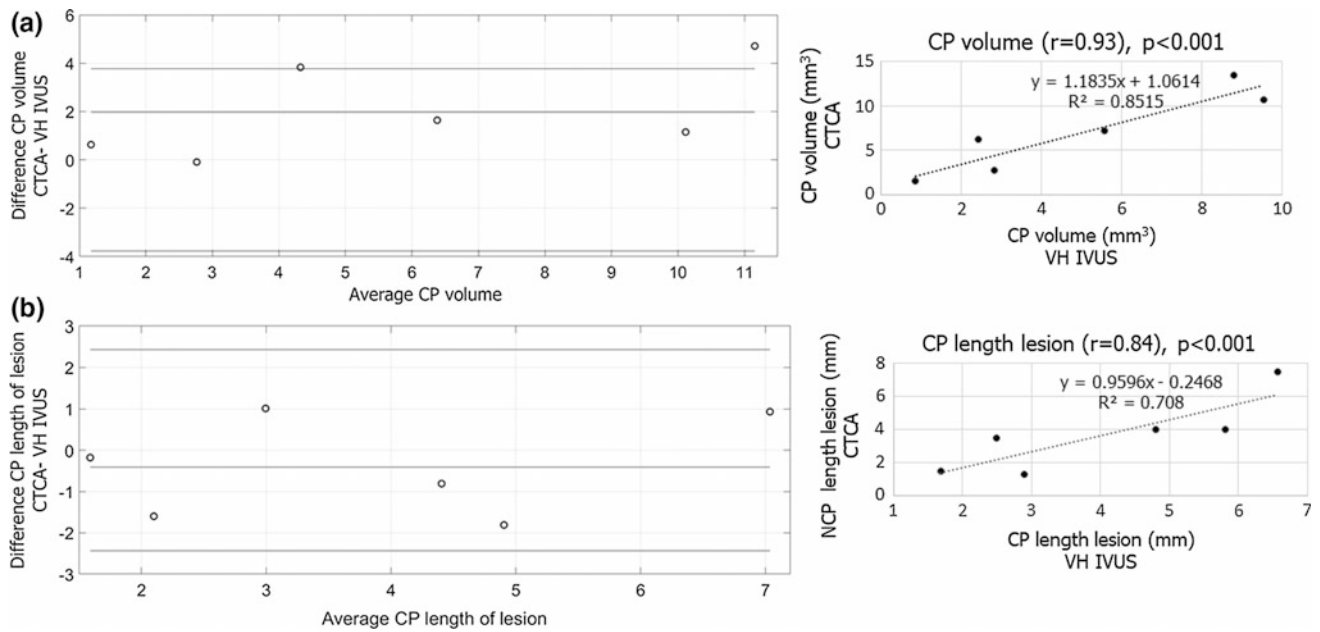 (a)
6
4
2
0
-2
-4
Difference CP volume
CTCA- VH IVUS
1 2 3 4 5 6 7 8 9 10 11
Average CP volume
CP volume (r=0.93), p<0.001
y = 1.1835x + 1.0614
R² = 0.8515
15
10
5
0
CP volume (mm³)
CTCA
0 2 4 6 8 10
CP volume (mm³)
VH IVUS
(b)
3
2
1
0
-1
-2
-3
Difference CP length of lesion
CTCA- VH IVUS
2 3 4 5 6 7
Average CP length of lesion
CP length lesion (r=0.84), p<0.001
y = 0.9596x - 0.2468
R² = 0.708
8
6
4
2
0
NCP length lesion (mm)
CTCA
1 2 3 4 5 6 7
CP length lesion (mm)
VH IVUS